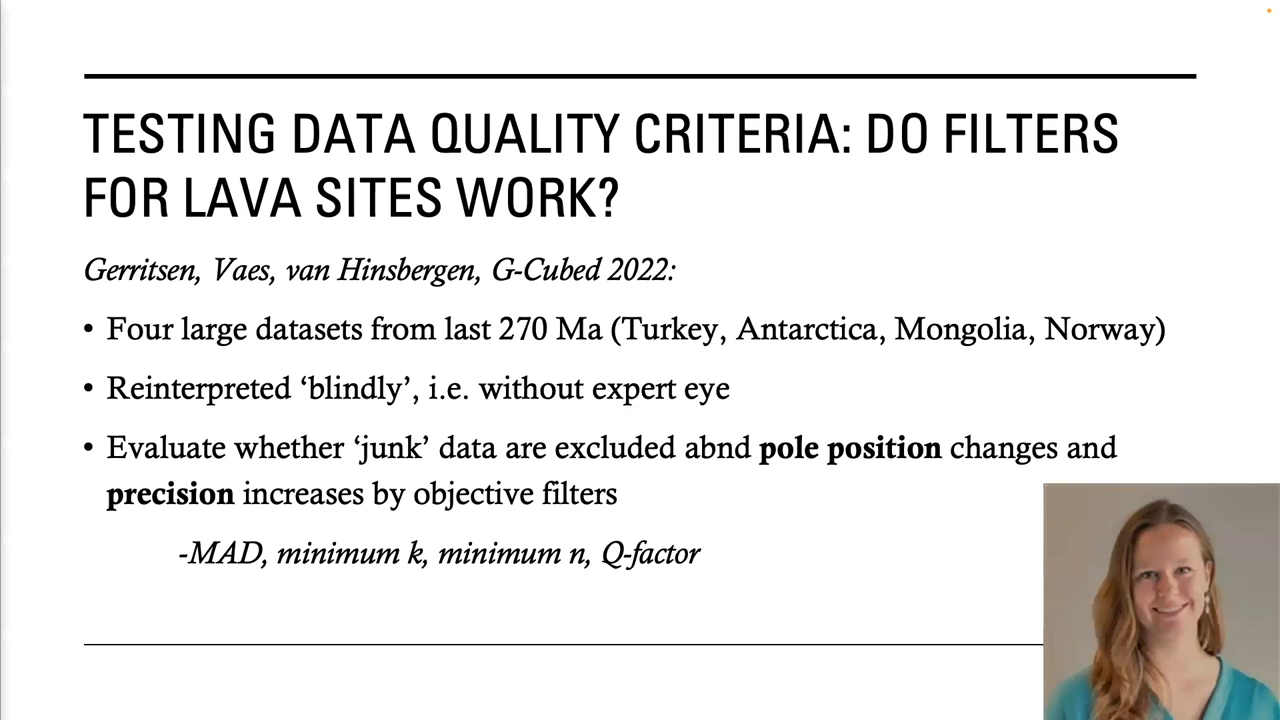 TESTING DATA QUALITY CRITERIA: DO FILTERS
FOR LAVA SITES WORK?
Gerritsen, Vaes, van Hinsbergen, G-Cubed 2022:
• Four large datasets from last 270 Ma (Turkey, Antarctica, Mongolia, Norway)
• Reinterpreted ‘blindly’, i.e. without expert eye
• Evaluate whether ‘junk’ data are excluded abnd pole position changes and
precision increases by objective filters
-MAD, minimum k, minimum n, Q-factor